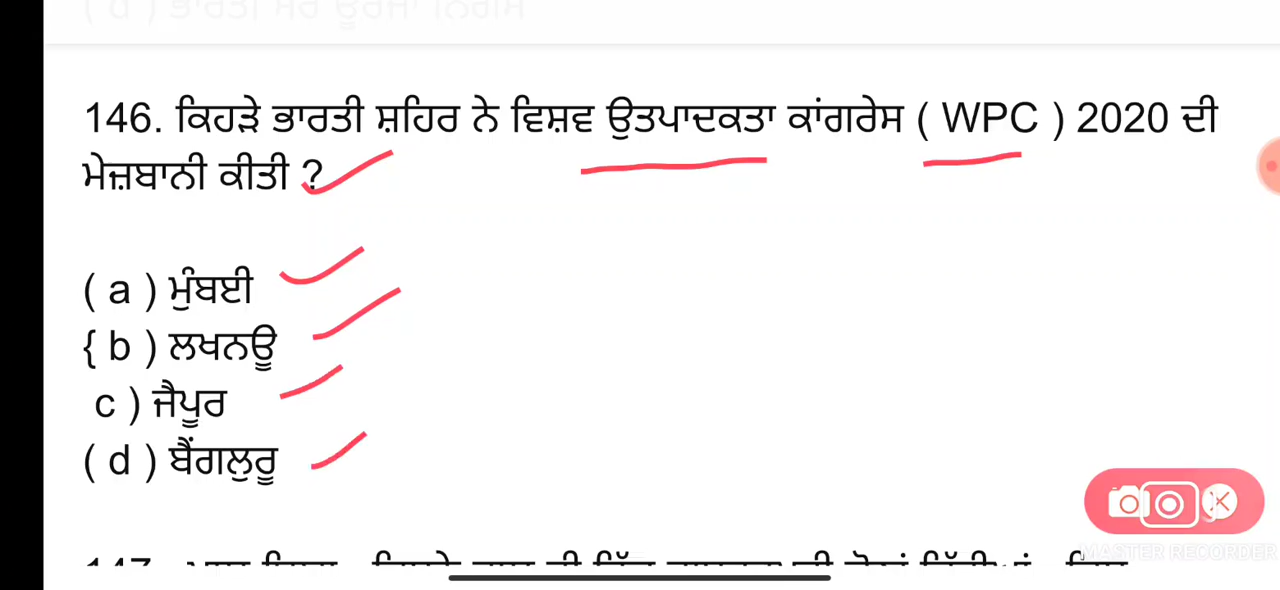 146. ਕਿਹੜੇ ਭਾਰਤੀ ਸ਼ਹਿਰ ਨੇ ਵਿਸ਼ਵ ਉਤਪਾਦਕਤਾ ਕਾਂਗਰੇਸ ( WPC ) 2020 ਦੀ
ਮੇਜ਼ਬਾਨੀ ਕੀਤੀ ?
( a ) ਮੁੰਬਈ
{ b ) ਲਖਨਊ
c ) ਜੈਪੂਰ
( d ) ਬੈਂਗਲੁਰੂ
MASTER RECORDER